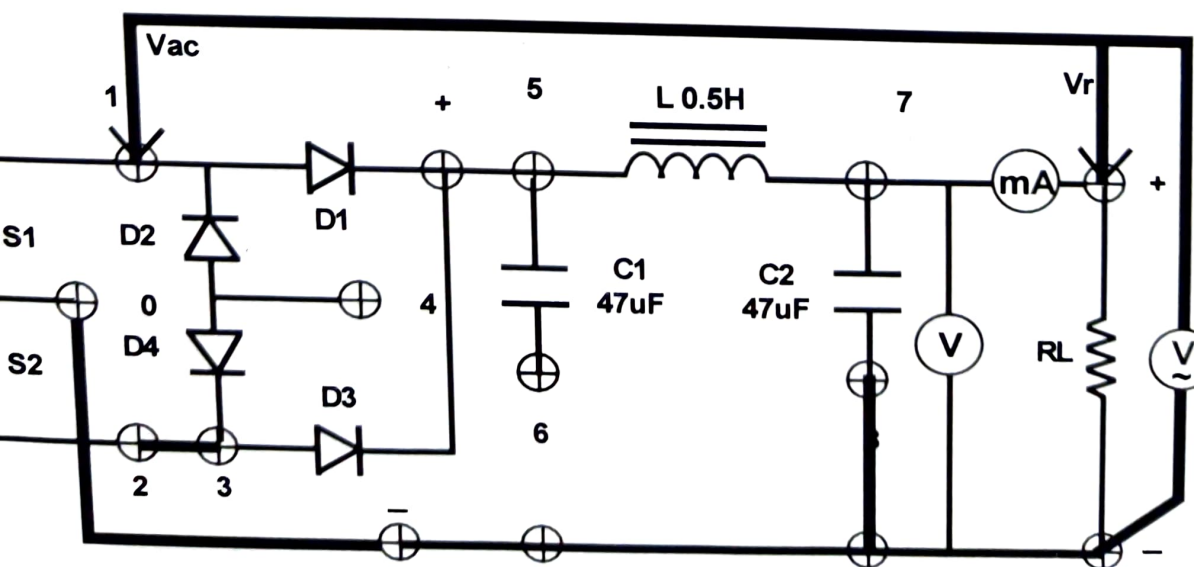 Vac
1
+
5
L 0.5H
7
Vr
D1
mA
+
S1
D2
0
4
C1
47uF
C2
47uF
V
RL
V
~
S2
D4
D3
6
2
3
–
–